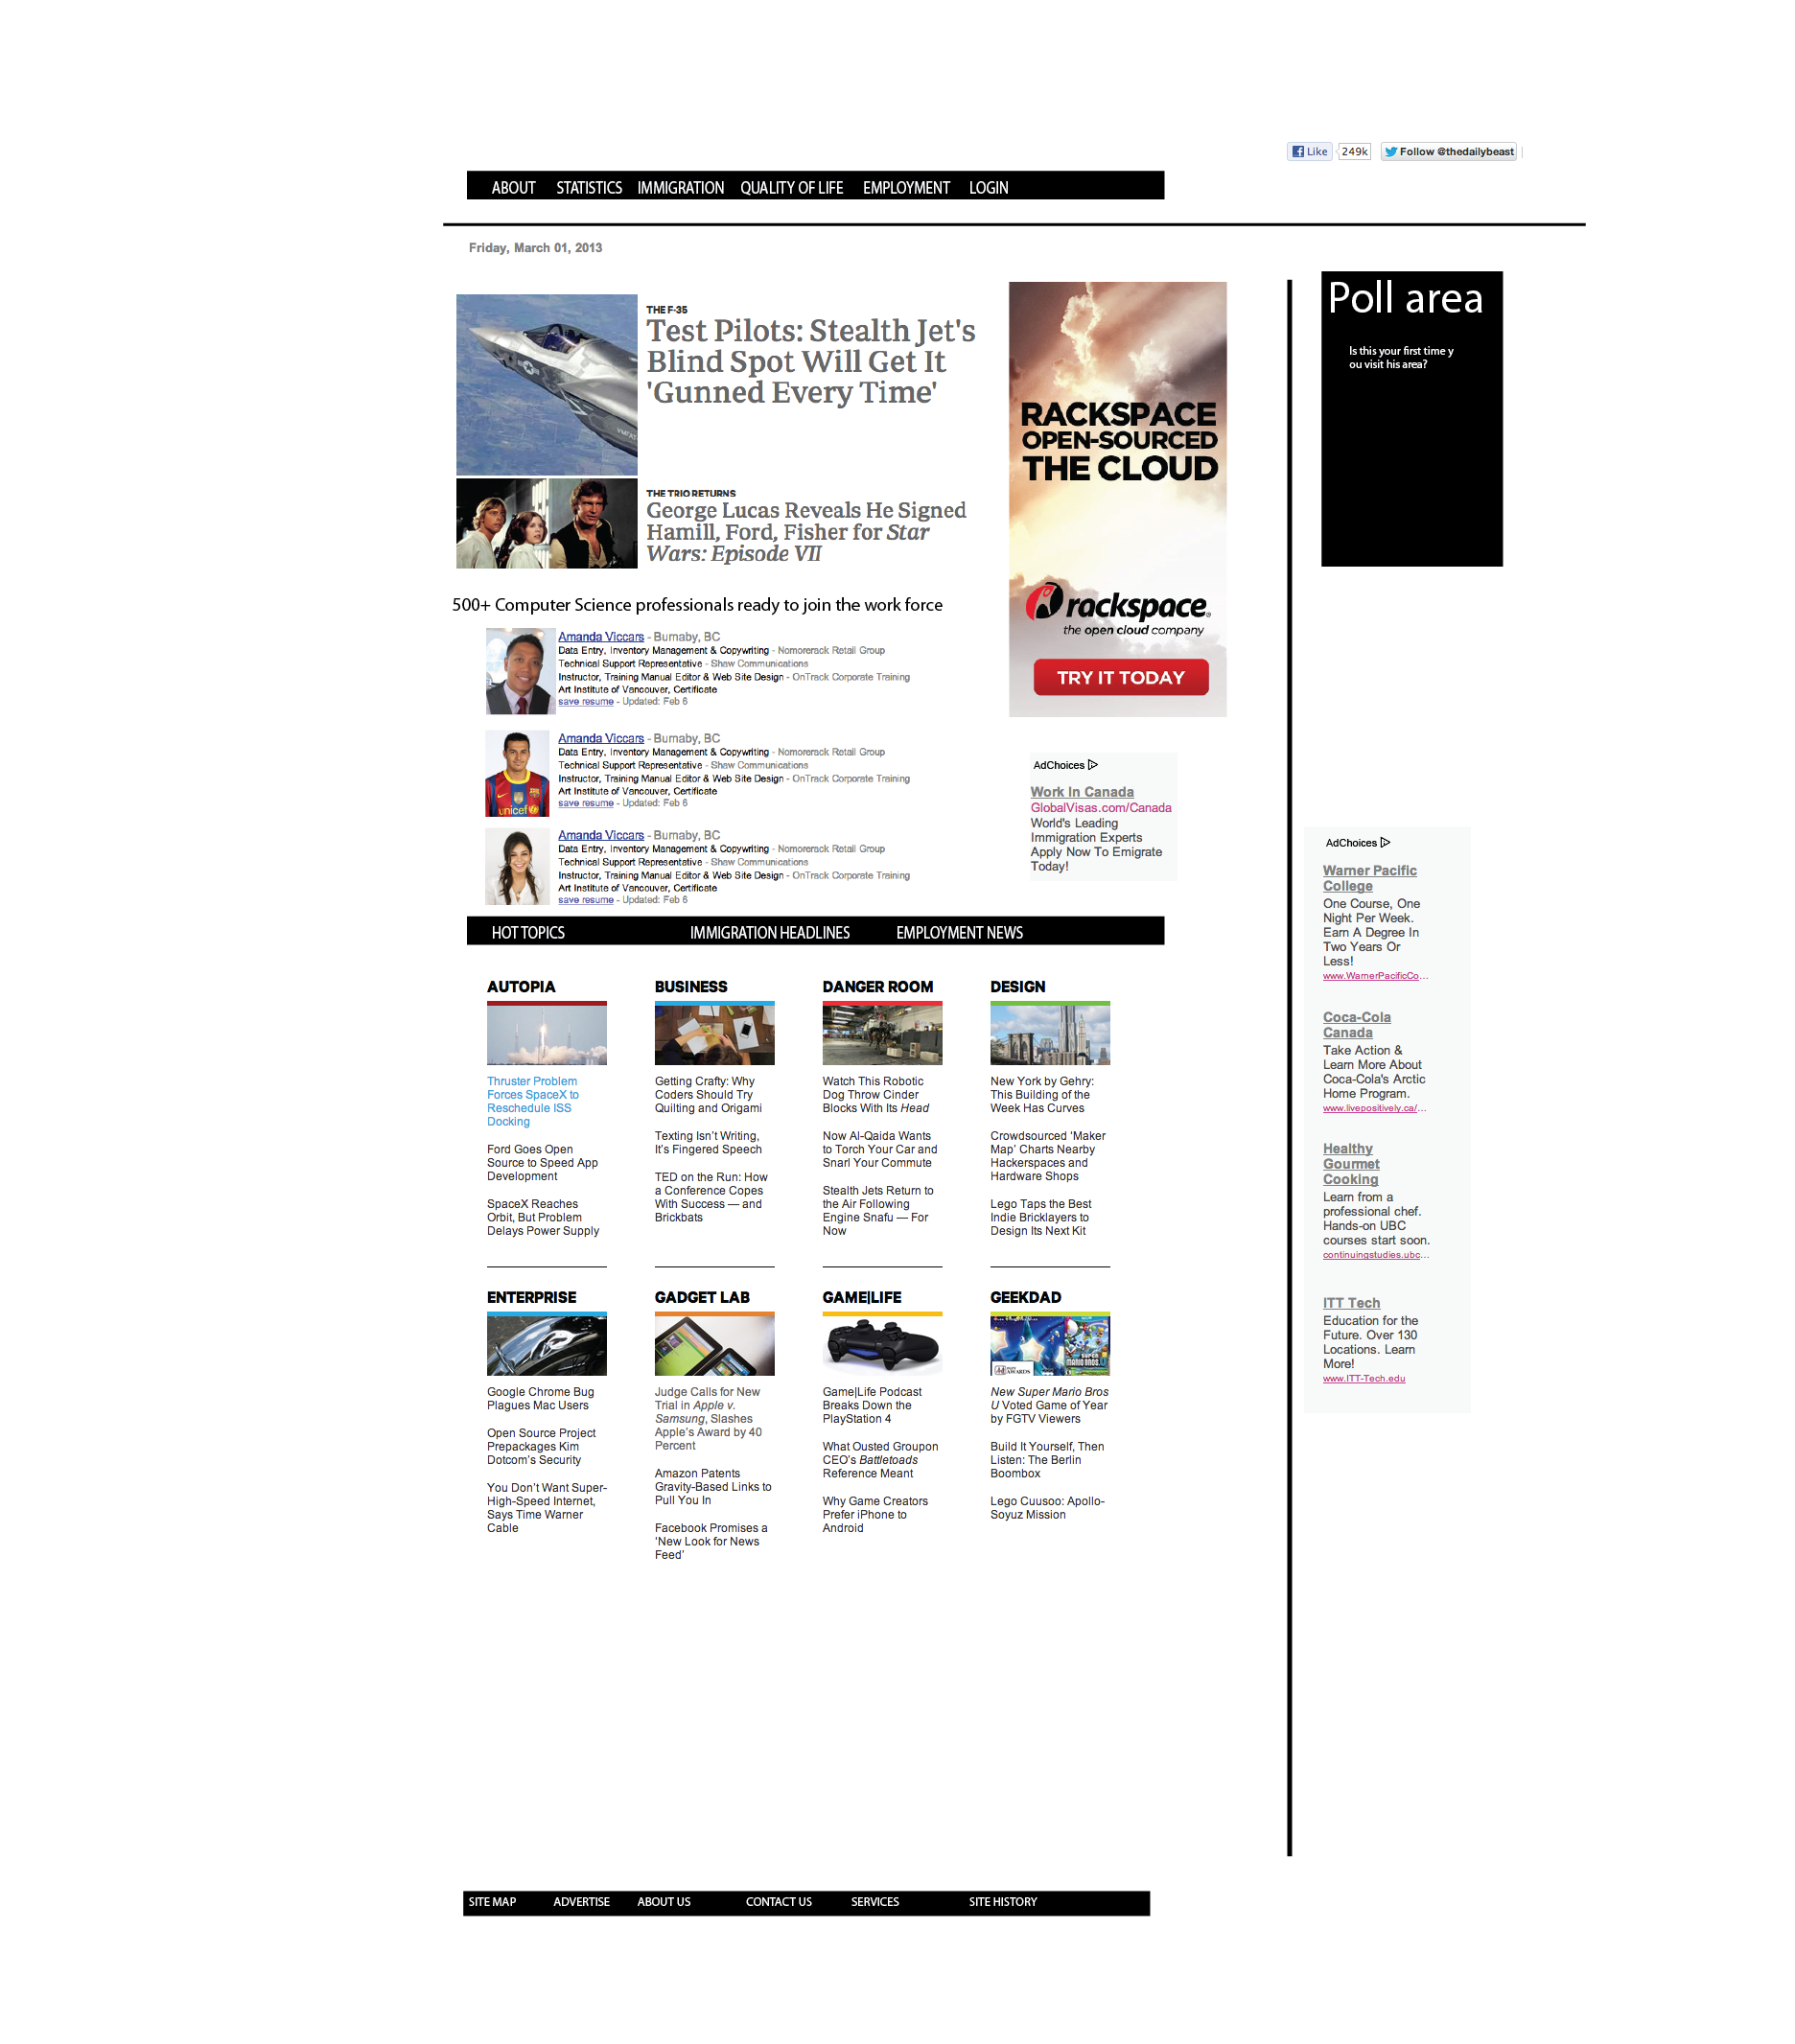 Like 249k Follow @thedailybeast
ABOUT STATISTICS IMMIGRATION QUALITY OF LIFE EMPLOYMENT LOGIN
Friday, March 01, 2013
THE F-35
Test Pilots: Stealth Jet's
Blind Spot Will Get It
'Gunned Every Time'
THE TRIO RETURNS
George Lucas Reveals He Signed
Hamill, Ford, Fisher for Star
Wars: Episode VII
RACKSPACE
OPEN-SOURCED
THE CLOUD
rackspace.
the open cloud company
TRY IT TODAY
Poll area
Is this your first time y
ou visit his area?
500+ Computer Science professionals ready to join the work force
Amanda Viccars - Burnaby, BC
Data Entry, Inventory Management & Copywriting - Nomorerack Retail Group
Technical Support Representative - Shaw Communications
Instructor, Training Manual Editor & Web Site Design - OnTrack Corporate Training
Art Institute of Vancouver, Certificate
save resume - Updated: Feb 6
unicef
Amanda Viccars - Burnaby, BC
Data Entry, Inventory Management & Copywriting - Nomorerack Retail Group
Technical Support Representative - Shaw Communications
Instructor, Training Manual Editor & Web Site Design - OnTrack Corporate Training
Art Institute of Vancouver, Certificate
save resume - Updated: Feb 6
Amanda Viccars - Burnaby, BC
Data Entry, Inventory Management & Copywriting - Nomorerack Retail Group
Technical Support Representative - Shaw Communications
Instructor, Training Manual Editor & Web Site Design - OnTrack Corporate Training
Art Institute of Vancouver, Certificate
save resume - Updated: Feb 6
AdChoices
Work In Canada
GlobalVisas.com/Canada
World's Leading
Immigration Experts
Apply Now To Emigrate
Today!
AdChoices
Warner Pacific
College
One Course, One
Night Per Week.
Earn A Degree In
Two Years Or
Less!
www.WarnerPacificCo...
Coca-Cola
Canada
Take Action &
Learn More About
Coca-Cola's Arctic
Home Program.
www.livepositively.ca/...
Healthy
Gourmet
Cooking
Learn from a
professional chef.
Hands-on UBC
courses start soon.
continuingstudies.ubc...
ITT Tech
Education for the
Future. Over 130
Locations. Learn
More!
www.ITT-Tech.edu
HOT TOPICS IMMIGRATION HEADLINES EMPLOYMENT NEWS
AUTOPIA
Thruster Problem
Forces SpaceX to
Reschedule ISS
Docking
Ford Goes Open
Source to Speed App
Development
SpaceX Reaches
Orbit, But Problem
Delays Power Supply
BUSINESS
Getting Crafty: Why
Coders Should Try
Quilting and Origami
Texting Isn’t Writing,
It’s Fingered Speech
TED on the Run: How
a Conference Copes
With Success — and
Brickbats
DANGER ROOM
Watch This Robotic
Dog Throw Cinder
Blocks With Its Head
Now Al-Qaida Wants
to Torch Your Car and
Snarl Your Commute
Stealth Jets Return to
the Air Following
Engine Snafu — For
Now
DESIGN
New York by Gehry:
This Building of the
Week Has Curves
Crowdsourced ‘Maker
Map’ Charts Nearby
Hackerspaces and
Hardware Shops
Lego Taps the Best
Indie Bricklayers to
Design Its Next Kit
ENTERPRISE
Google Chrome Bug
Plagues Mac Users
Open Source Project
Prepackages Kim
Dotcom’s Security
You Don’t Want Super-
High-Speed Internet,
Says Time Warner
Cable
GADGET LAB
Judge Calls for New
Trial in Apple v.
Samsung, Slashes
Apple’s Award by 40
Percent
Amazon Patents
Gravity-Based Links to
Pull You In
Facebook Promises a
‘New Look for News
Feed’
GAME|LIFE
Game|Life Podcast
Breaks Down the
PlayStation 4
What Ousted Groupon
CEO’s Battletoads
Reference Meant
Why Game Creators
Prefer iPhone to
Android
GEEKDAD
SUPER
MARIO BROS.
AWARDS
New Super Mario Bros
U Voted Game of Year
by FGTV Viewers
Build It Yourself, Then
Listen: The Berlin
Boombox
Lego Cuusoo: Apollo-
Soyuz Mission
SITE MAP ADVERTISE ABOUT US CONTACT US SERVICES SITE HISTORY